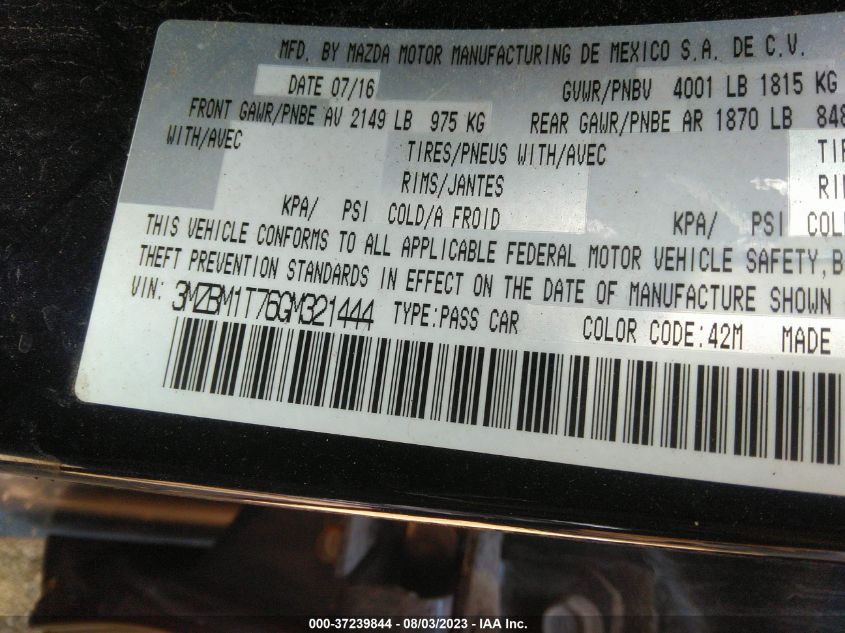 MFD. BY MAZDA MOTOR MANUFACTURING DE MEXICO S.A. DE C.V.
DATE 07/16 GVWR/PNBV 4001 LB 1815 KG
FRONT GAWR/PNBE AV 2149 LB 975 KG REAR GAWR/PNBE AR 1870 LB 848
WITH/AVEC TIRES/PNEUS WITH/AVEC TI
RIMS/JANTES RI
KPA/ PSI COLD/A FROID KPA/ PSI COL
THIS VEHICLE CONFORMS TO ALL APPLICABLE FEDERAL MOTOR VEHICLE SAFETY, B
THEFT PREVENTION STANDARDS IN EFFECT ON THE DATE OF MANUFACTURE SHOWN
VIN: 3MZBM1T76GM321444 TYPE:PASS CAR COLOR CODE:42M MADE
000-37239844 - 08/03/2023 - IAA Inc.